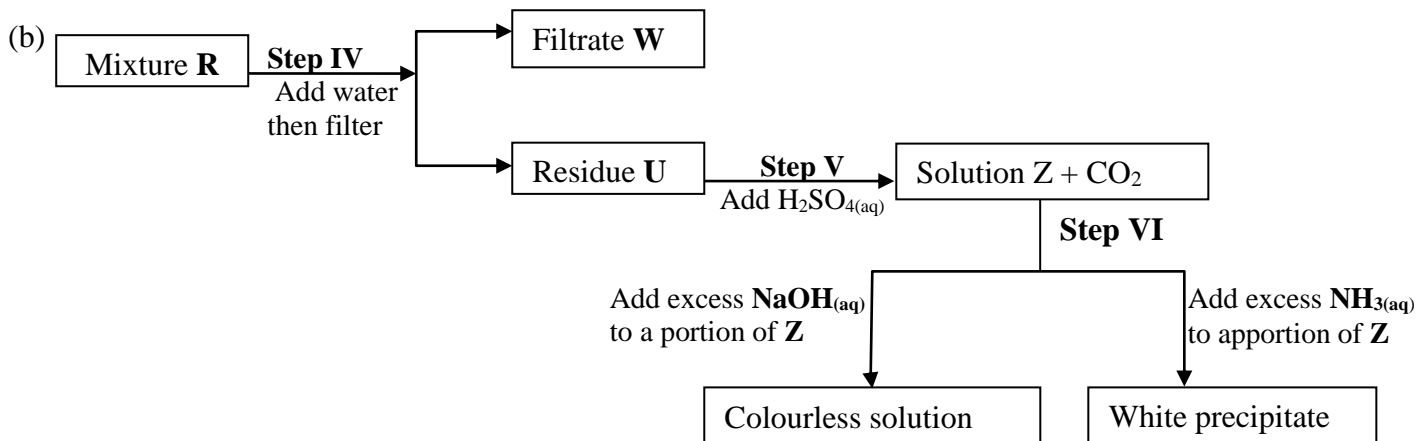 (b)
Mixture R
Step IV
Add water
then filter
Filtrate W
Residue U
Step V
Add H₂SO₄(aq)
Solution Z + CO₂
Step VI
Add excess NaOH(aq)
to a portion of Z
Add excess NH₃(aq)
to apportion of Z
Colourless solution
White precipitate